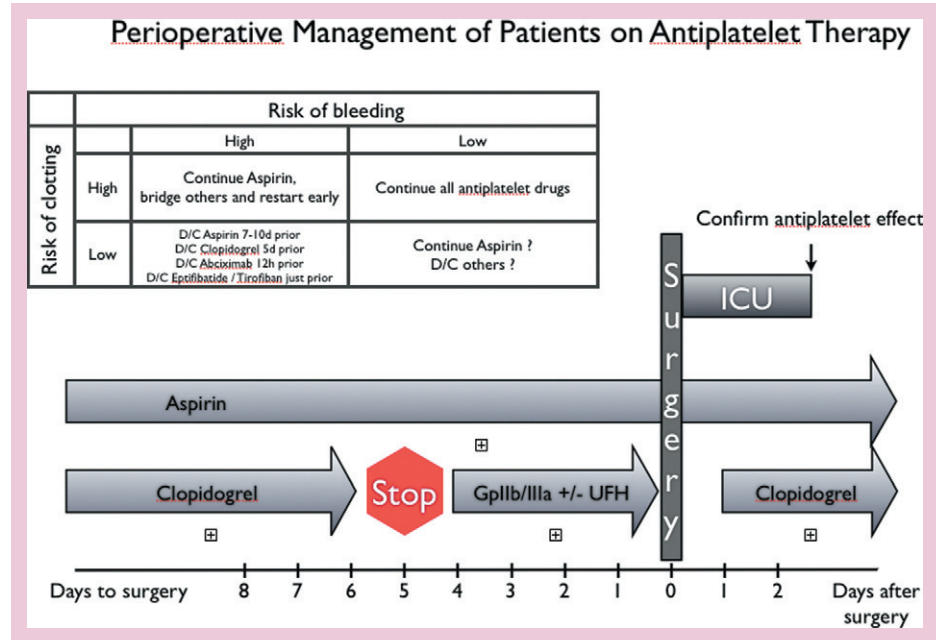 Perioperative Management of Patients on Antiplatelet Therapy
Risk of bleeding
High
Low
Risk of clotting
High
Continue Aspirin,
bridge others and restart early
Continue all antiplatelet drugs
Low
D/C Aspirin 7-10d prior
D/C Clopidogrel 5d prior
D/C Abciximab 12h prior
D/C Eptifibatide / Tirofiban just prior
Continue Aspirin ?
D/C others ?
Confirm antiplatelet effect
Surgery
ICU
Aspirin
Clopidogrel
Stop
GpIIb/IIIa +/- UFH
Clopidogrel
Days to surgery
8 7 6 5 4 3 2 1 0 1 2
Days after
surgery